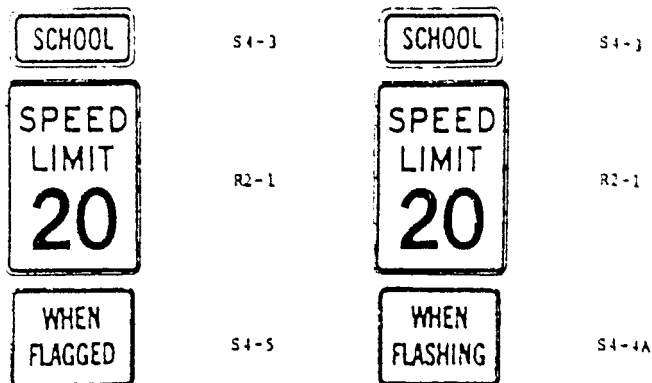 SCHOOL S4-3 SCHOOL S4-3
SPEED SPEED
LIMIT R2-1 LIMIT R2-1
20 20
WHEN WHEN
FLAGGED S4-5 FLASHING S4-4A